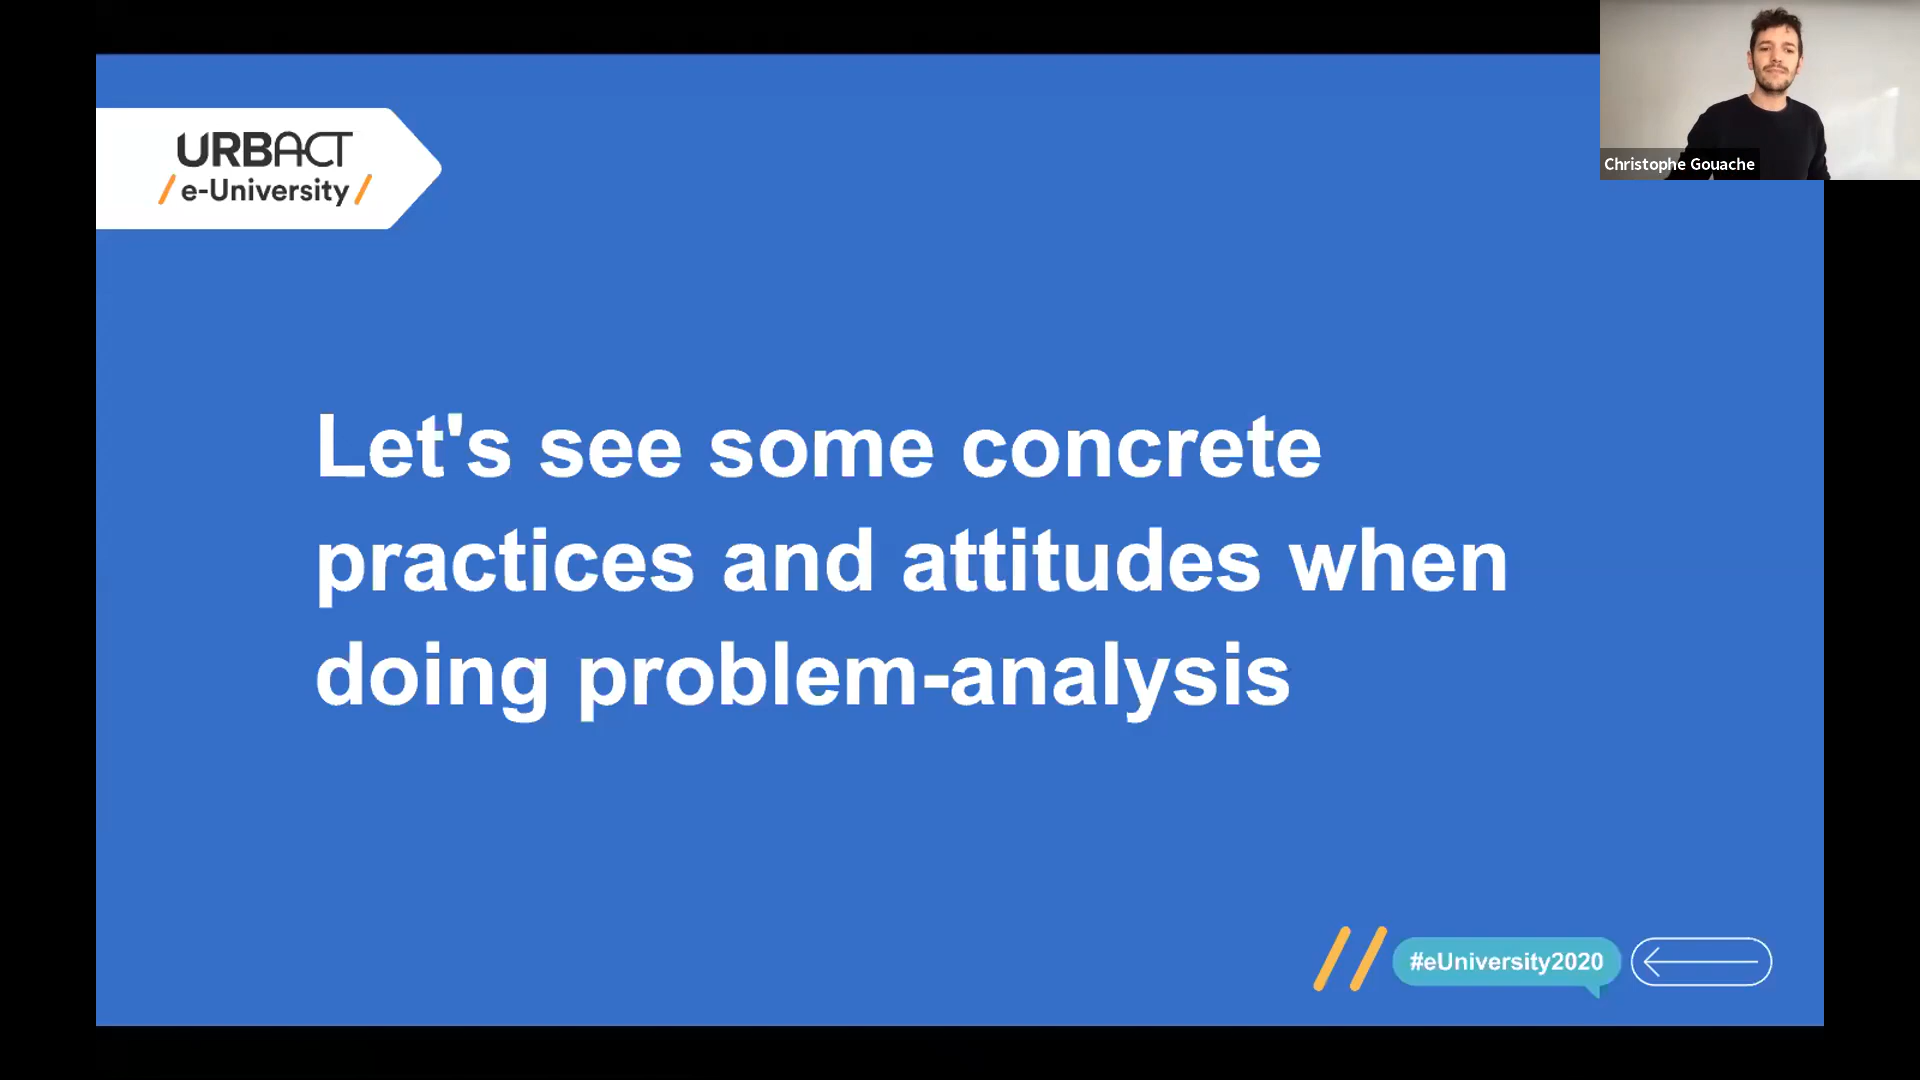 URBACT
/ e-University /
Christophe Gouache
Let's see some concrete
practices and attitudes when
doing problem-analysis
#eUniversity2020